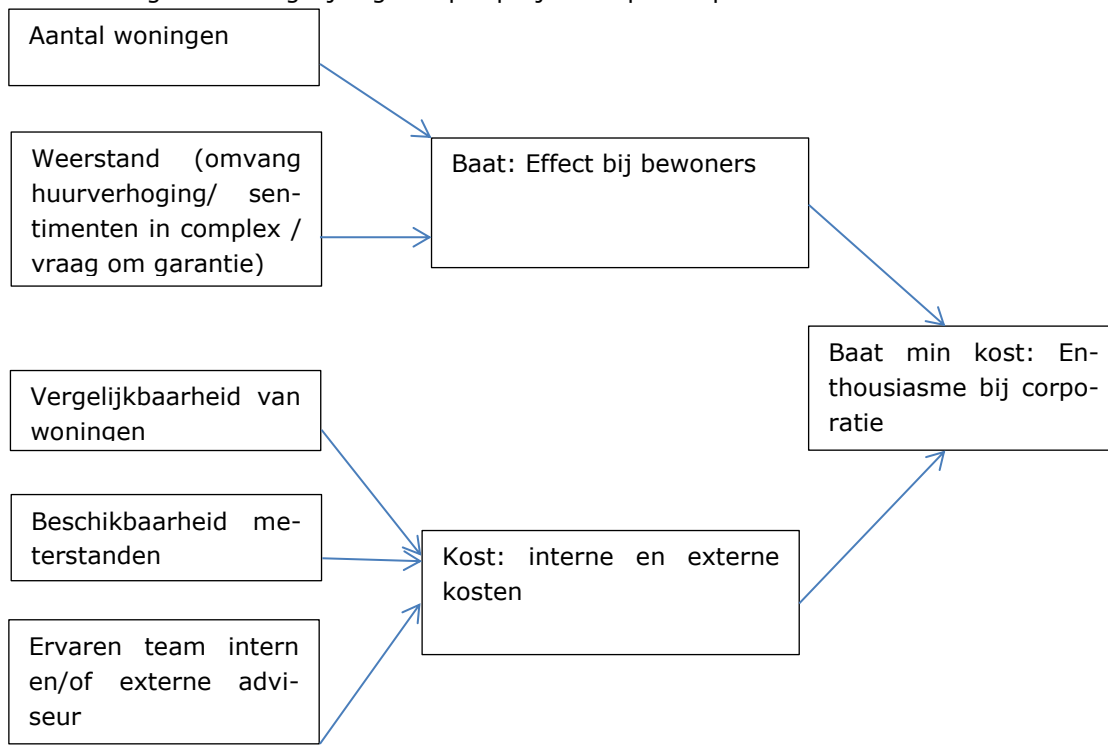 Aantal woningen
Weerstand (omvang
huurverhoging/ sen-
timenten in complex /
vraag om garantie)
Baat: Effect bij bewoners
Baat min kost: En-
thousiasme bij corpo-
ratie
Vergelijkbaarheid van
woningen
Beschikbaarheid me-
terstanden
Kost: interne en externe
kosten
Ervaren team intern
en/of externe advi-
seur